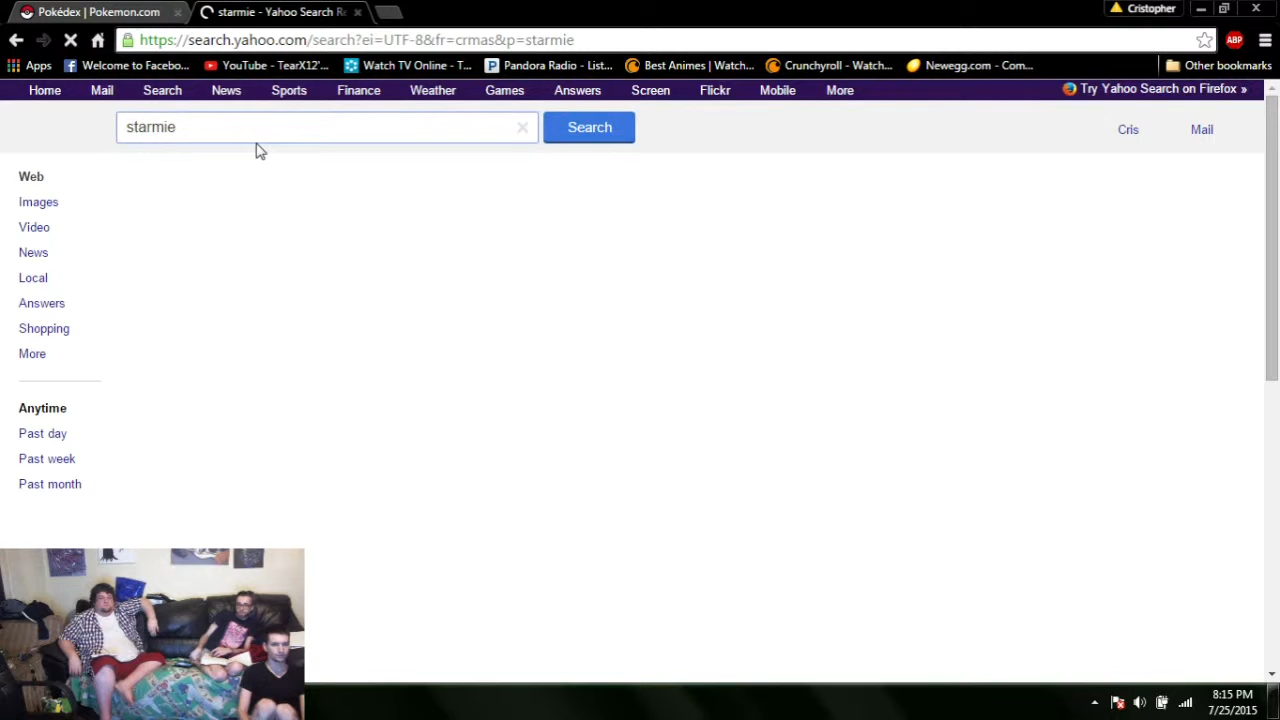 Pokédex | Pokemon.com
starmie - Yahoo Search Re
Cristopher
https://search.yahoo.com/search?ei=UTF-8&fr=crmas&p=starmie
ABP
Apps
Welcome to Facebo...
YouTube - TearX12'...
Watch TV Online - T...
Pandora Radio - List...
Best Animes | Watc...
Crunchyroll - Watch...
Newegg.com - Com...
Other bookmarks
Home Mail Search News Sports Finance Weather Games Answers Screen Flickr Mobile More
Try Yahoo Search on Firefox »
starmie
Search
Cris
Mail
Web
Images
Video
News
Local
Answers
Shopping
More
Anytime
Past day
Past week
Past month
8:15 PM
7/25/2015